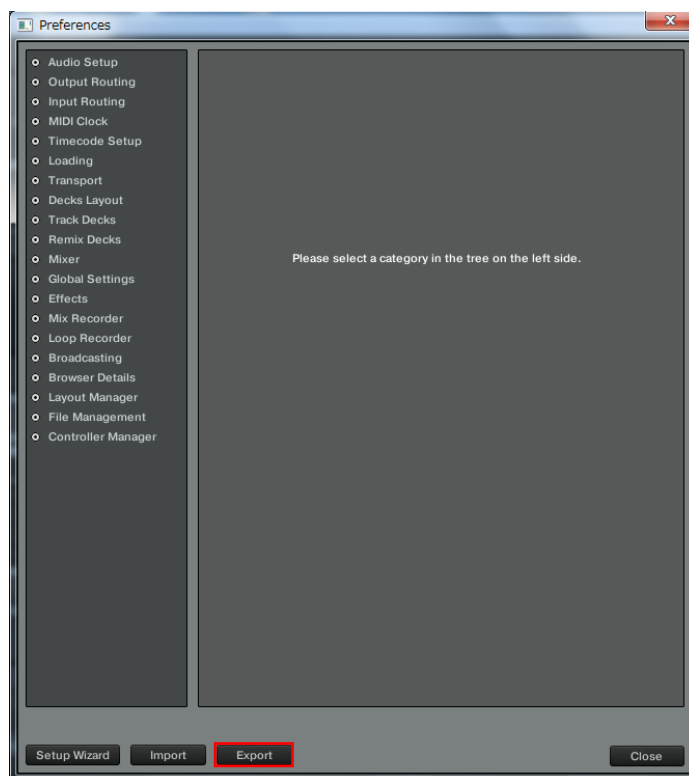 Preferences
Audio Setup
Output Routing
Input Routing
MIDI Clock
Timecode Setup
Loading
Transport
Decks Layout
Track Decks
Remix Decks
Mixer
Global Settings
Effects
Mix Recorder
Loop Recorder
Broadcasting
Browser Details
Layout Manager
File Management
Controller Manager
Please select a category in the tree on the left side.
Setup Wizard Import Export Close